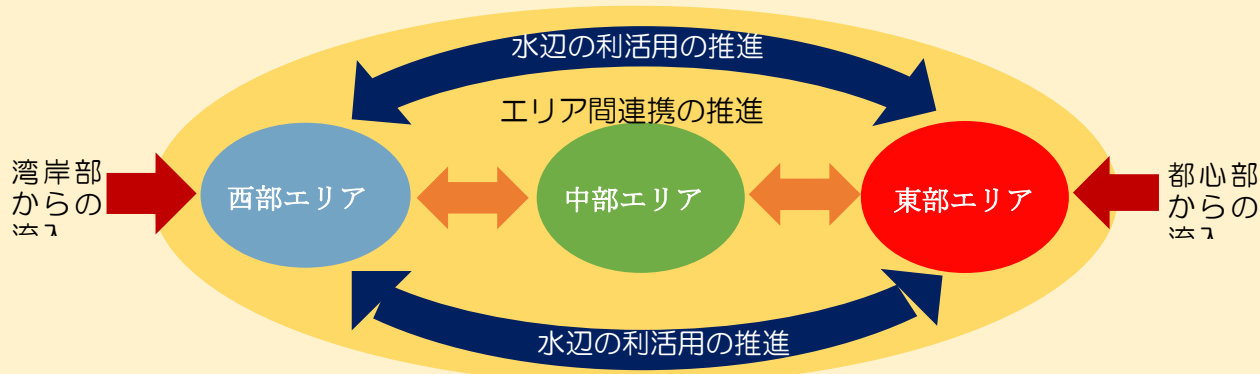 水辺の利活用の推進
エリア間連携の推進
湾岸部
からの
西部エリア
中部エリア
東部エリア
都心部
からの
水辺の利活用の推進